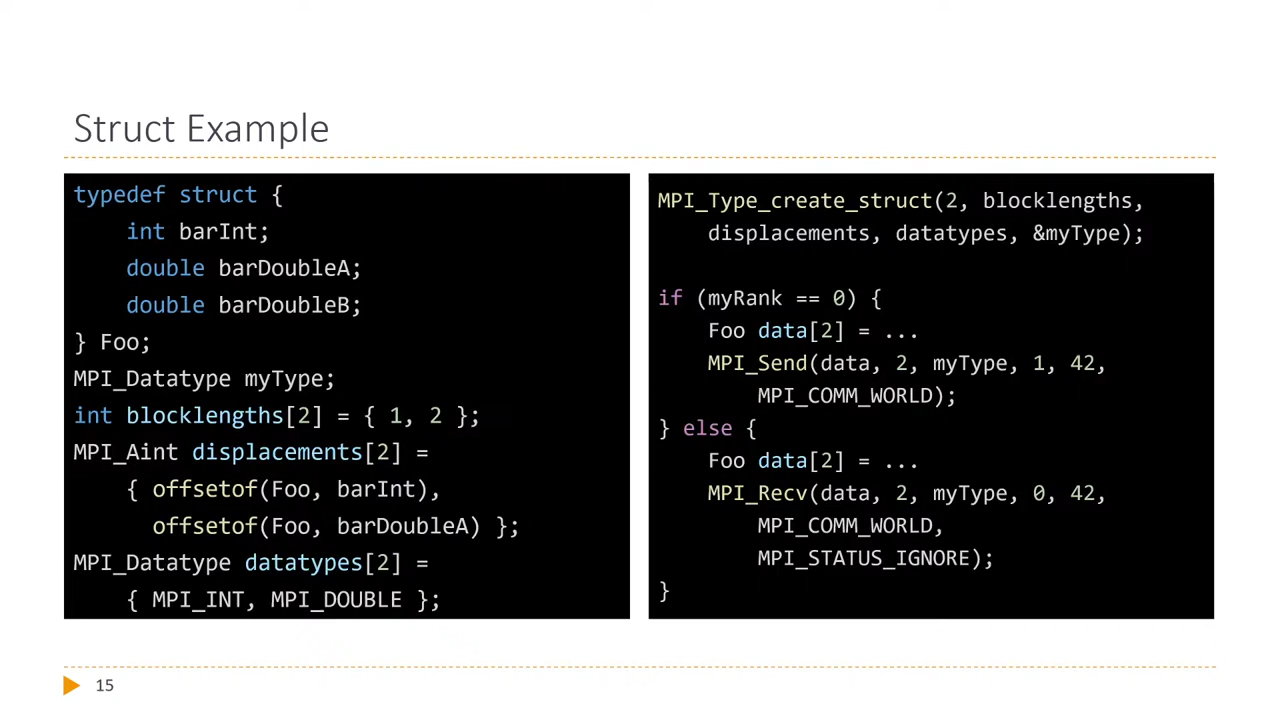 Struct Example
typedef struct {
    int barInt;
    double barDoubleA;
    double barDoubleB;
} Foo;
MPI_Datatype myType;
int blocklengths[2] = { 1, 2 };
MPI_Aint displacements[2] =
    { offsetof(Foo, barInt),
      offsetof(Foo, barDoubleA) };
MPI_Datatype datatypes[2] =
    { MPI_INT, MPI_DOUBLE };
MPI_Type_create_struct(2, blocklengths,
    displacements, datatypes, &myType);
if (myRank == 0) {
    Foo data[2] = ...
    MPI_Send(data, 2, myType, 1, 42,
        MPI_COMM_WORLD);
} else {
    Foo data[2] = ...
    MPI_Recv(data, 2, myType, 0, 42,
        MPI_COMM_WORLD,
        MPI_STATUS_IGNORE);
}
15